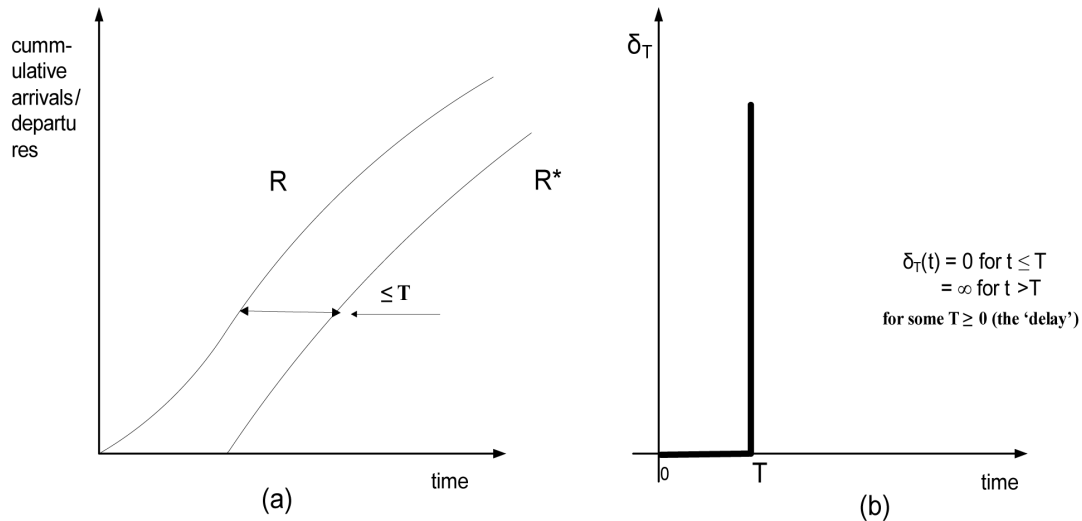 cumm-
ulative
arrivals/
departu
res
R
R*
≤ T
time
(a)
δT
δT(t) = 0 for t ≤ T
= ∞ for t >T
for some T ≥ 0 (the ‘delay’)
0
T
time
(b)